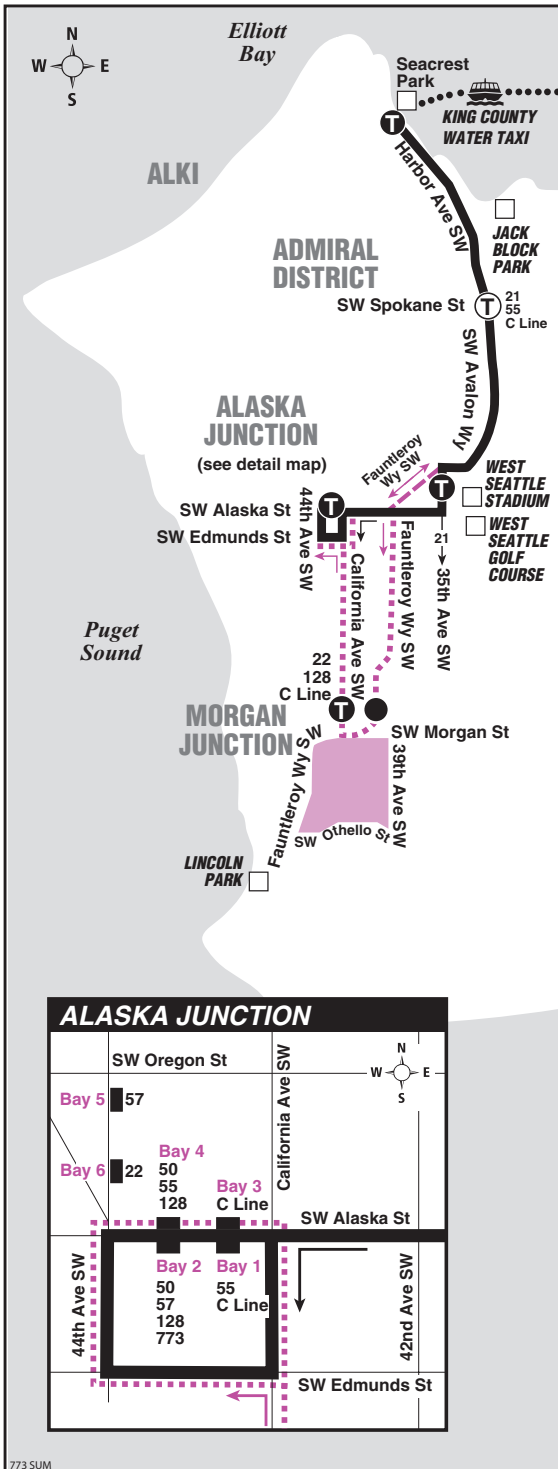 Elliott
Bay
N
W E
S
Seacrest
Park
T
KING COUNTY
WATER TAXI
Harbor Ave SW
ALKI
JACK
BLOCK
PARK
ADMIRAL
DISTRICT
SW Spokane St
T
21
55
C Line
SW Avalon Wy
ALASKA
JUNCTION
(see detail map)
Fauntleroy
Wy SW
T
WEST
SEATTLE
STADIUM
WEST
SEATTLE
GOLF
COURSE
SW Alaska St
T
SW Edmunds St
44th Ave SW
21
California Ave SW
Fauntleroy Wy SW
35th Ave SW
Puget
Sound
22
128
C Line
T
MORGAN
JUNCTION
SW Morgan St
Fauntleroy Wy SW
39th Ave SW
SW Othello St
LINCOLN
PARK
ALASKA JUNCTION
SW Oregon St
California Ave SW
N
W E
S
Bay 5 57
Bay 6 22
Bay 4
50
55
128
Bay 3
C Line
SW Alaska St
44th Ave SW
Bay 2
50
57
128
773
Bay 1
55
C Line
42nd Ave SW
SW Edmunds St
773 SUM